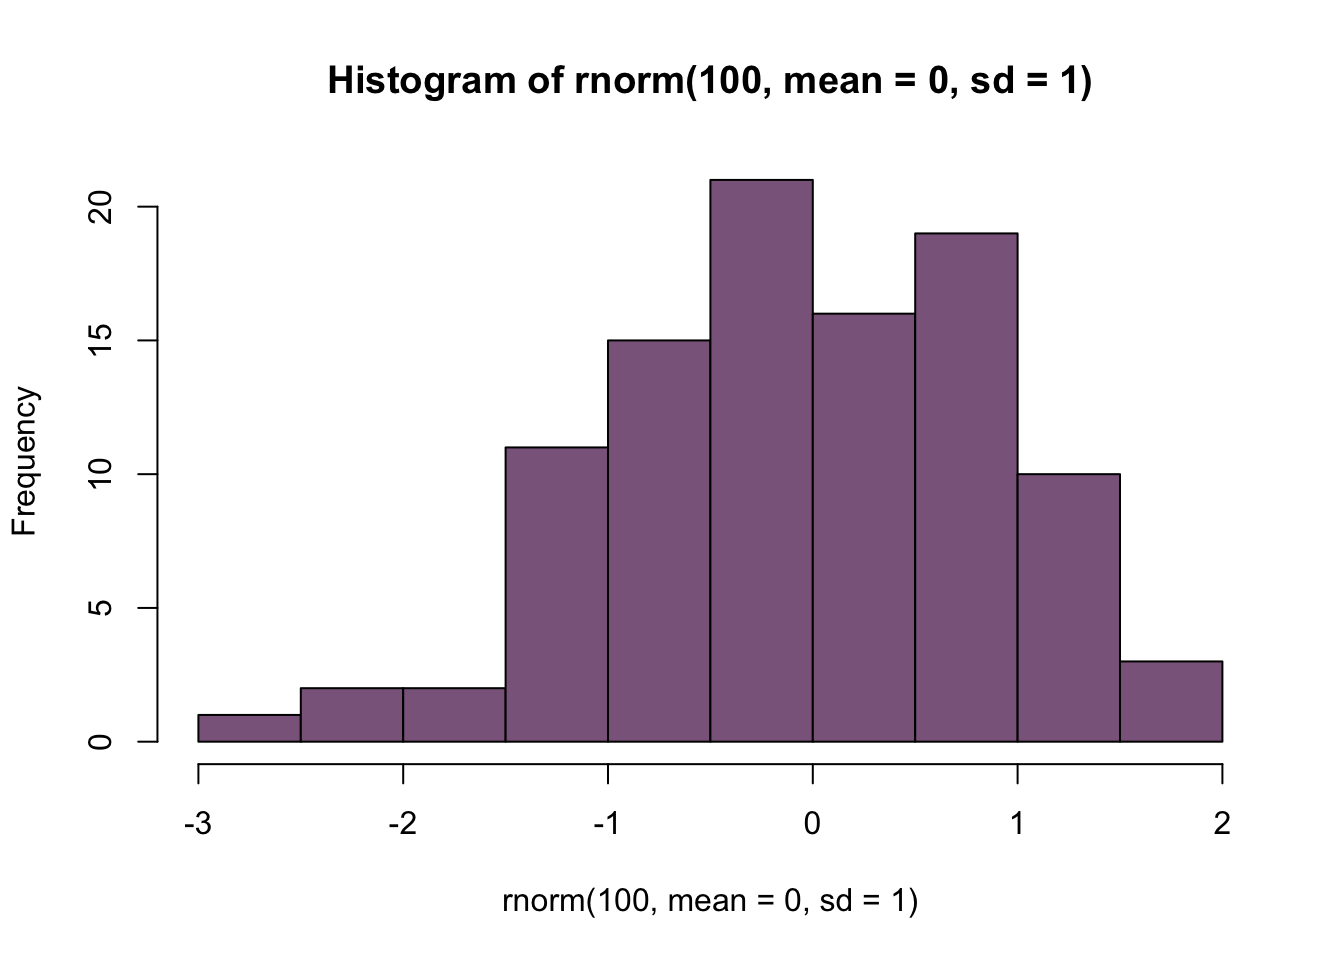 Histogram of rnorm(100, mean = 0, sd = 1)
Frequency
20
15
10
5
0
-3 -2 -1 0 1 2
rnorm(100, mean = 0, sd = 1)